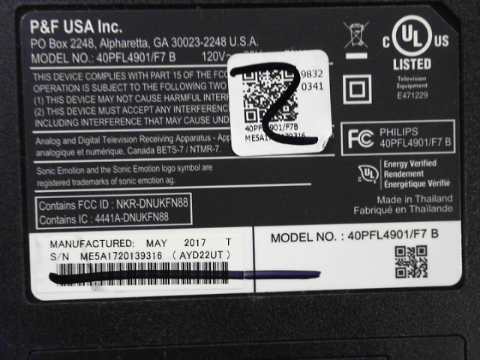 P&F USA Inc.
PO Box 2248, Alpharetta, GA 30023-2248 U.S.A.
MODEL NO.: 40PFL4901/F7 B 120V
THIS DEVICE COMPLIES WITH PART 15 OF THE FCC
OPERATION IS SUBJECT TO THE FOLLOWING TWO
(1) THIS DEVICE MAY NOT CAUSE HARMFUL
(2) THIS DEVICE MUST ACCEPT ANY
INCLUDING INTERFERENCE THAT MAY CAUSE
9832
0341
2
40PFL4901/F7B
ME5A1720139316
Analog and Digital Television Receiving Apparatus -
analogique et numérique. Canada BETS-7 / NTMR-7.
Sonic Emotion and the Sonic Emotion logo symbol are
registered trademarks of sonic emotion ag.
Contains FCC ID : NKR-DNUKFN88
Contains IC : 4441A-DNUKFN88
C UL US
LISTED
Television Equipment
E471229
FC PHILIPS
40PFL4901/F7 B
Energy Verified
Rendement
Énergétique Vérifié
Made in Thailand
Fabriqué en Thaïlande
MANUFACTURED: MAY 2017 T
S/N ME5A1720139316 (AYD22UT)
MODEL NO. : 40PFL4901/F7 B